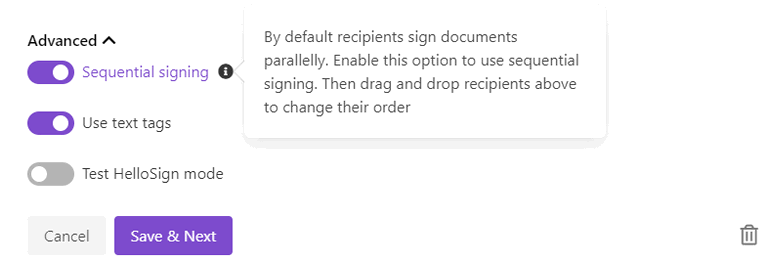 Advanced
Sequential signing
By default recipients sign documents
parallelly. Enable this option to use sequential
signing. Then drag and drop recipients above
to change their order
Use text tags
Test HelloSign mode
Cancel
Save & Next